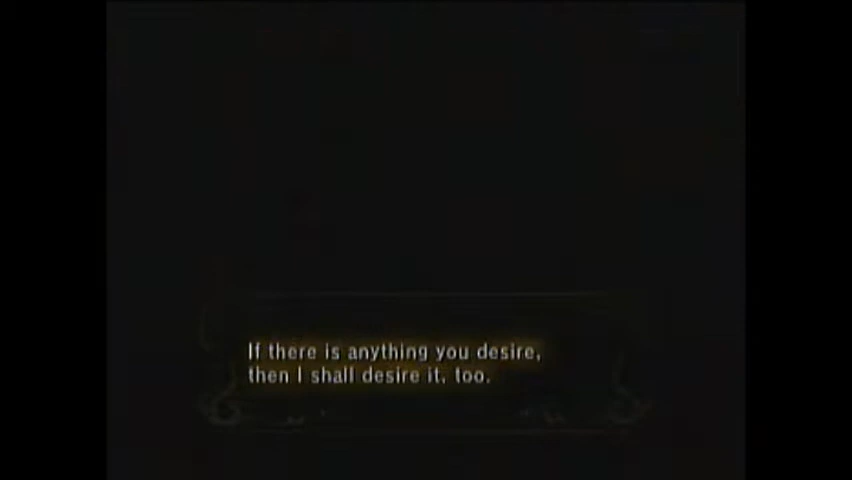 If there is anything you desire,
then I shall desire it, too.